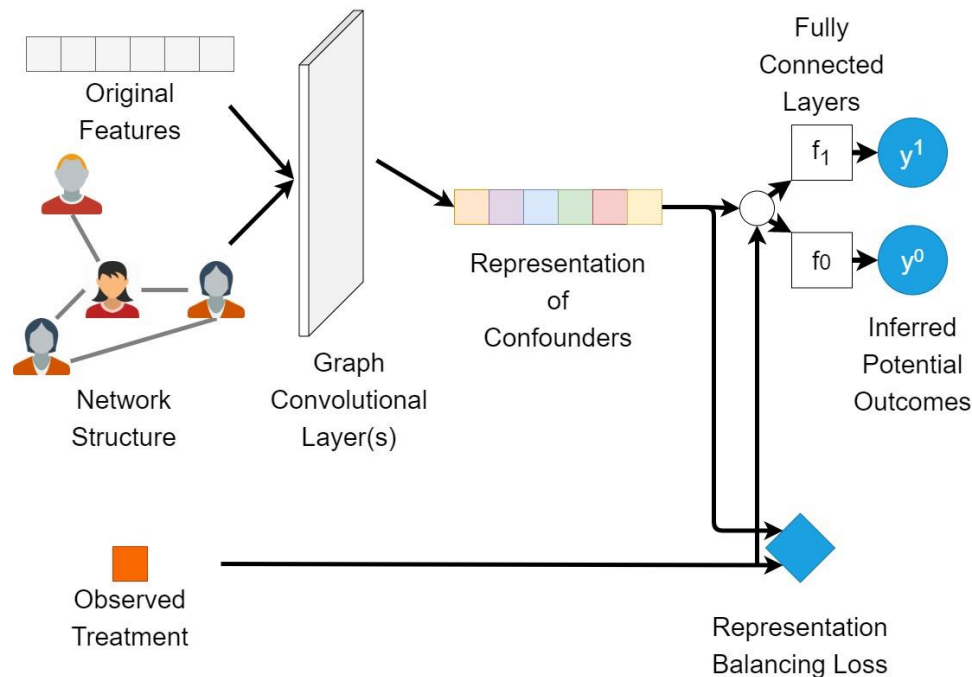 Original
Features
Network
Structure
Graph
Convolutional
Layer(s)
Representation
of
Confounders
Fully
Connected
Layers
f1
y1
f0
y0
Inferred
Potential
Outcomes
Observed
Treatment
Representation
Balancing Loss